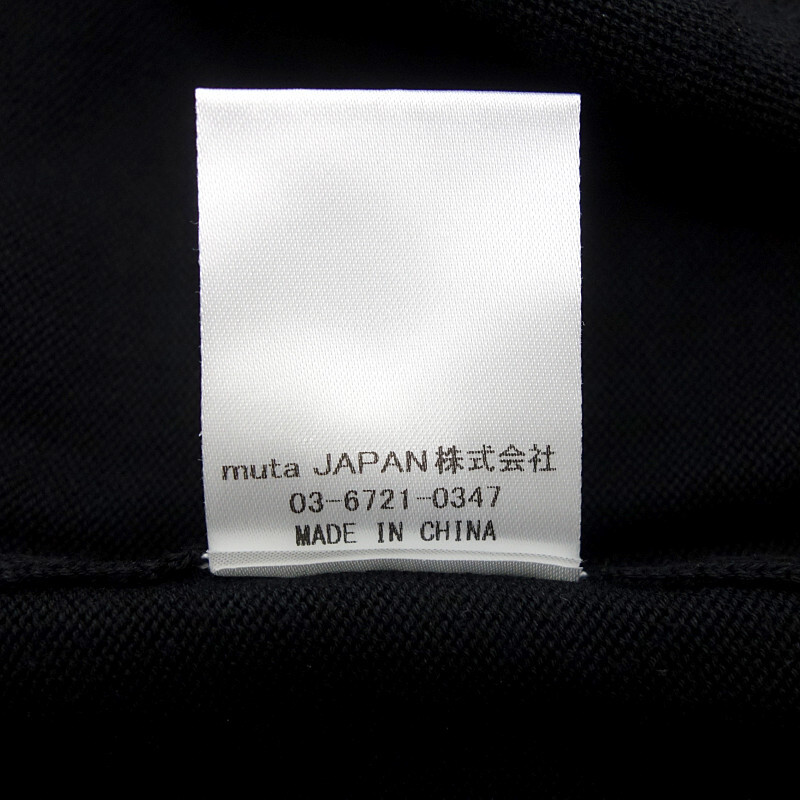 muta JAPAN株式会社
03-6721-0347
MADE IN CHINA